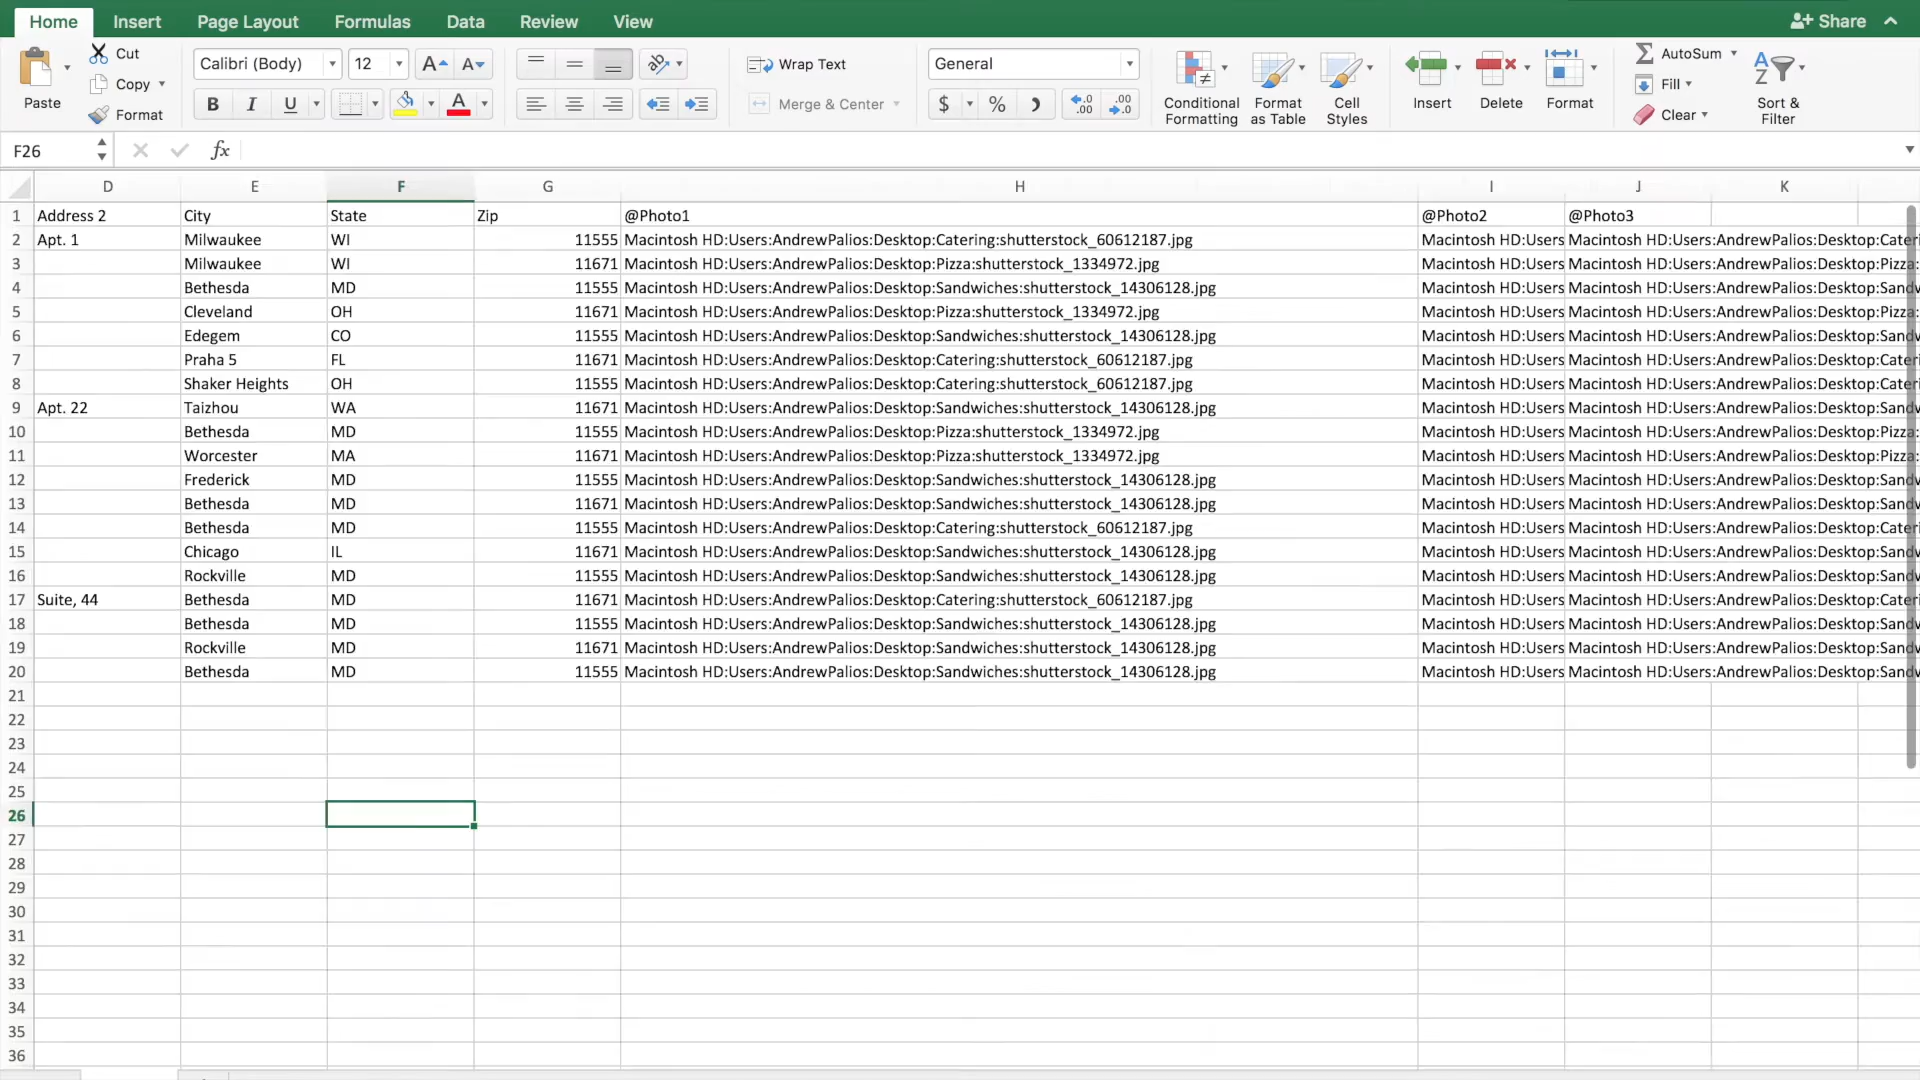 Home Insert Page Layout Formulas Data Review View Share
Paste Cut Copy Format
Calibri (Body) 12 A A
B I U A
Wrap Text
Merge & Center
General
$ % .0 .00 .00 .0
Conditional Formatting
Format as Table
Cell Styles
Insert Delete Format
AutoSum
Fill
Clear
A Z Sort & Filter
F26 fx
D E F G H I J K
1 Address 2 City State Zip @Photo1 @Photo2 @Photo3
2 Apt. 1 Milwaukee WI 11555 Macintosh HD:Users:AndrewPalios:Desktop:Catering:shutterstock_60612187.jpg Macintosh HD:Users Macintosh HD:Users:AndrewPalios:Desktop:Cateri
3 Milwaukee WI 11671 Macintosh HD:Users:AndrewPalios:Desktop:Pizza:shutterstock_1334972.jpg Macintosh HD:Users Macintosh HD:Users:AndrewPalios:Desktop:Pizza:
4 Bethesda MD 11555 Macintosh HD:Users:AndrewPalios:Desktop:Sandwiches:shutterstock_14306128.jpg Macintosh HD:Users Macintosh HD:Users:AndrewPalios:Desktop:Sandw
5 Cleveland OH 11671 Macintosh HD:Users:AndrewPalios:Desktop:Pizza:shutterstock_1334972.jpg Macintosh HD:Users Macintosh HD:Users:AndrewPalios:Desktop:Pizza:
6 Edegem CO 11555 Macintosh HD:Users:AndrewPalios:Desktop:Sandwiches:shutterstock_14306128.jpg Macintosh HD:Users Macintosh HD:Users:AndrewPalios:Desktop:Sandw
7 Praha 5 FL 11671 Macintosh HD:Users:AndrewPalios:Desktop:Catering:shutterstock_60612187.jpg Macintosh HD:Users Macintosh HD:Users:AndrewPalios:Desktop:Cateri
8 Shaker Heights OH 11555 Macintosh HD:Users:AndrewPalios:Desktop:Catering:shutterstock_60612187.jpg Macintosh HD:Users Macintosh HD:Users:AndrewPalios:Desktop:Cateri
9 Apt. 22 Taizhou WA 11671 Macintosh HD:Users:AndrewPalios:Desktop:Sandwiches:shutterstock_14306128.jpg Macintosh HD:Users Macintosh HD:Users:AndrewPalios:Desktop:Sandw
10 Bethesda MD 11555 Macintosh HD:Users:AndrewPalios:Desktop:Pizza:shutterstock_1334972.jpg Macintosh HD:Users Macintosh HD:Users:AndrewPalios:Desktop:Pizza:
11 Worcester MA 11671 Macintosh HD:Users:AndrewPalios:Desktop:Pizza:shutterstock_1334972.jpg Macintosh HD:Users Macintosh HD:Users:AndrewPalios:Desktop:Pizza:
12 Frederick MD 11555 Macintosh HD:Users:AndrewPalios:Desktop:Sandwiches:shutterstock_14306128.jpg Macintosh HD:Users Macintosh HD:Users:AndrewPalios:Desktop:Sandw
13 Bethesda MD 11671 Macintosh HD:Users:AndrewPalios:Desktop:Sandwiches:shutterstock_14306128.jpg Macintosh HD:Users Macintosh HD:Users:AndrewPalios:Desktop:Sandw
14 Bethesda MD 11555 Macintosh HD:Users:AndrewPalios:Desktop:Catering:shutterstock_60612187.jpg Macintosh HD:Users Macintosh HD:Users:AndrewPalios:Desktop:Cateri
15 Chicago IL 11671 Macintosh HD:Users:AndrewPalios:Desktop:Sandwiches:shutterstock_14306128.jpg Macintosh HD:Users Macintosh HD:Users:AndrewPalios:Desktop:Sandw
16 Rockville MD 11555 Macintosh HD:Users:AndrewPalios:Desktop:Sandwiches:shutterstock_14306128.jpg Macintosh HD:Users Macintosh HD:Users:AndrewPalios:Desktop:Sandw
17 Suite, 44 Bethesda MD 11671 Macintosh HD:Users:AndrewPalios:Desktop:Catering:shutterstock_60612187.jpg Macintosh HD:Users Macintosh HD:Users:AndrewPalios:Desktop:Cateri
18 Bethesda MD 11555 Macintosh HD:Users:AndrewPalios:Desktop:Sandwiches:shutterstock_14306128.jpg Macintosh HD:Users Macintosh HD:Users:AndrewPalios:Desktop:Sandw
19 Rockville MD 11671 Macintosh HD:Users:AndrewPalios:Desktop:Sandwiches:shutterstock_14306128.jpg Macintosh HD:Users Macintosh HD:Users:AndrewPalios:Desktop:Sandw
20 Bethesda MD 11555 Macintosh HD:Users:AndrewPalios:Desktop:Sandwiches:shutterstock_14306128.jpg Macintosh HD:Users Macintosh HD:Users:AndrewPalios:Desktop:Sandw
21
22
23
24
25
26
27
28
29
30
31
32
33
34
35
36